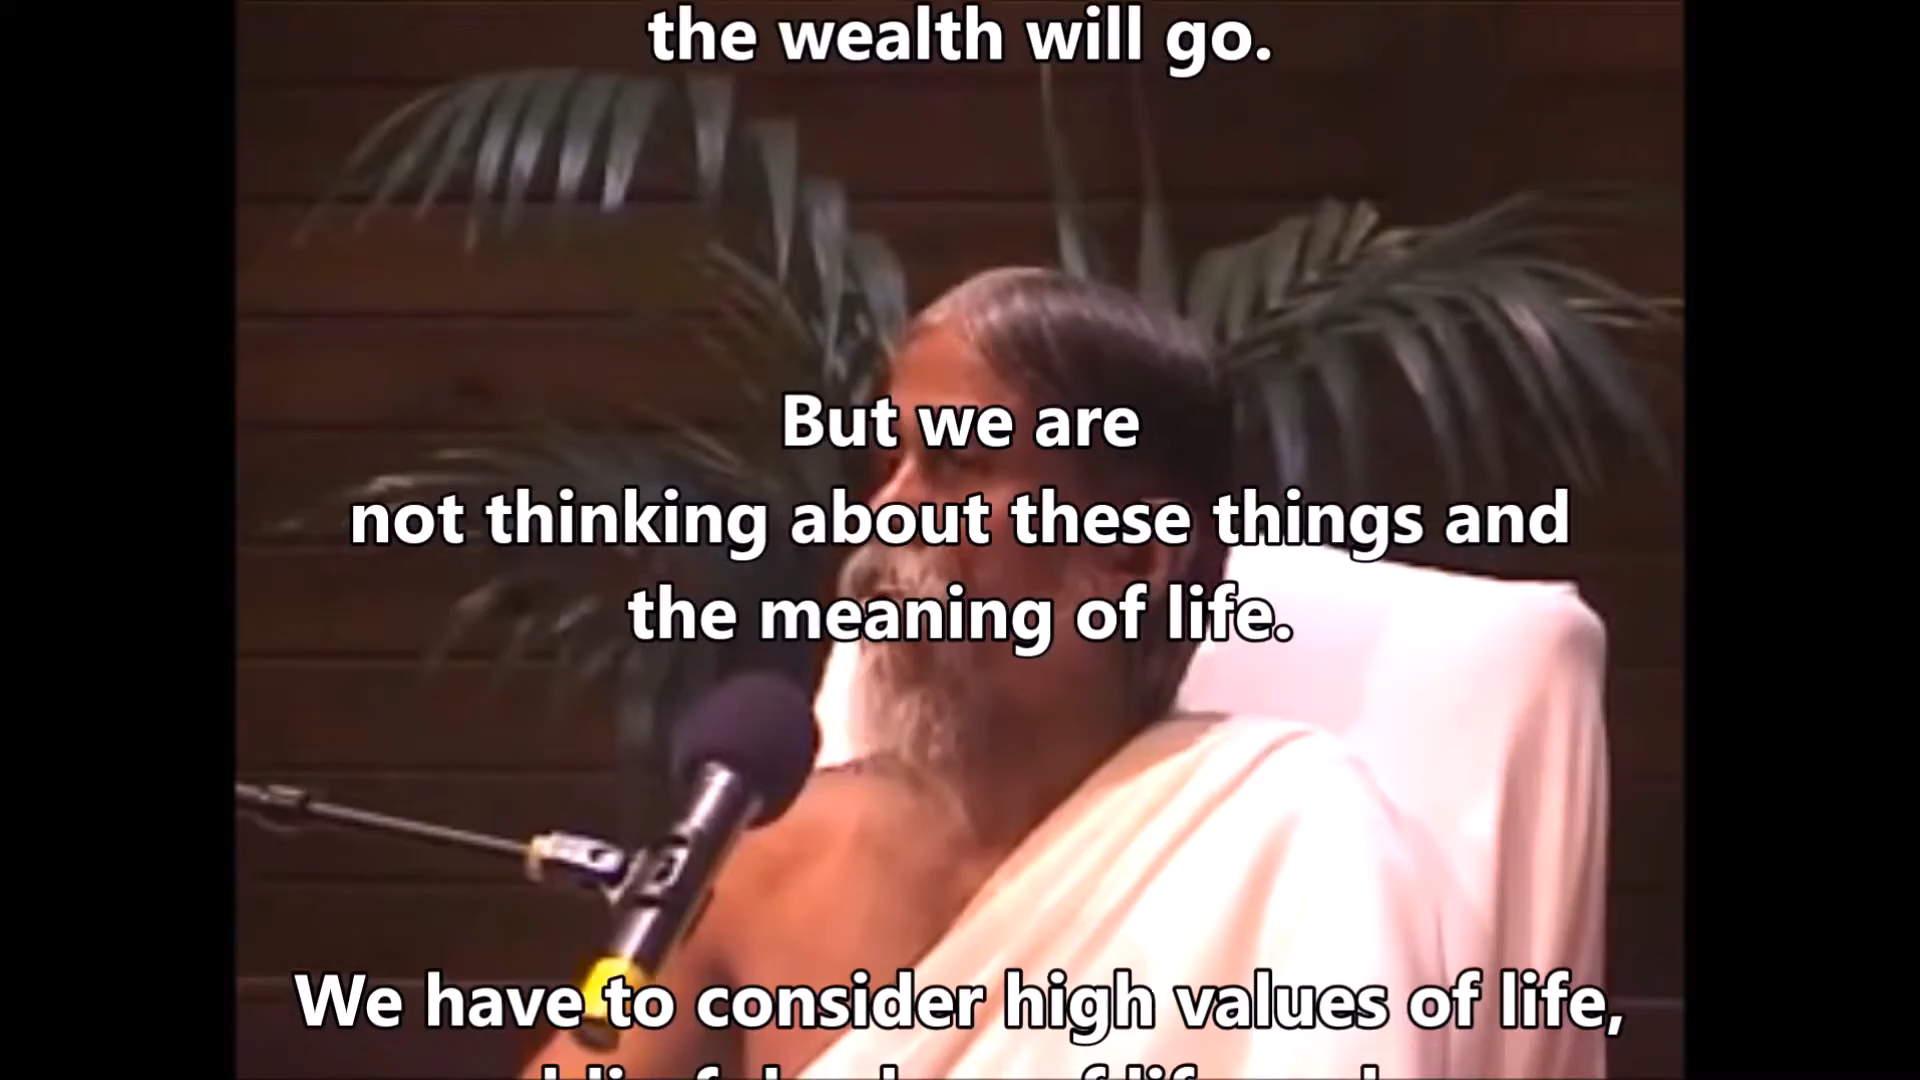 the wealth will go.
But we are
not thinking about these things and
the meaning of life.
We have to consider high values of life,